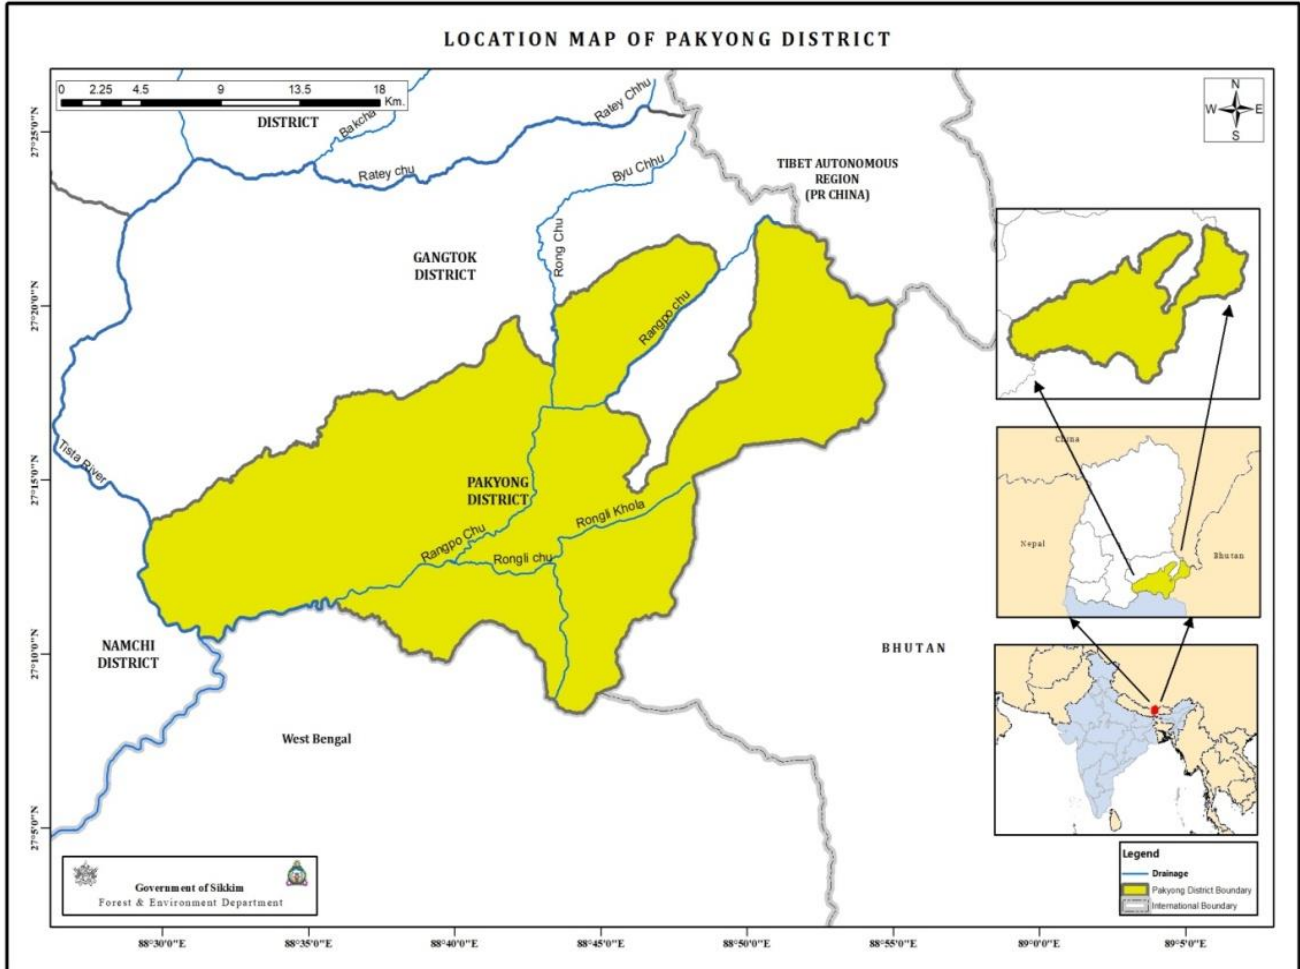 LOCATION MAP OF PAKYONG DISTRICT
0 2.25 4.5 9 13.5 18
Km.
N
W E
S
DISTRICT
Bakcha
Ratey Chhu
Ratey chu
Byu Chhu
TIBET AUTONOMOUS
REGION
(PR CHINA)
Rong Chu
GANGTOK
DISTRICT
Rangpo chu
Tista River
PAKYONG
DISTRICT
Rongli Khola
Rangpo Chu
Rongli chu
NAMCHI
DISTRICT
BHUTAN
West Bengal
China
Nepal
Bhutan
27°25'0"N
27°20'0"N
27°15'0"N
27°10'0"N
27°5'0"N
Government of Sikkim
Forest & Environment Department
Legend
Drainage
Pakyong District Boundary
International Boundary
88°30'0"E 88°35'0"E 88°40'0"E 88°45'0"E 88°50'0"E 88°55'0"E 89°0'0"E 89°5'0"E